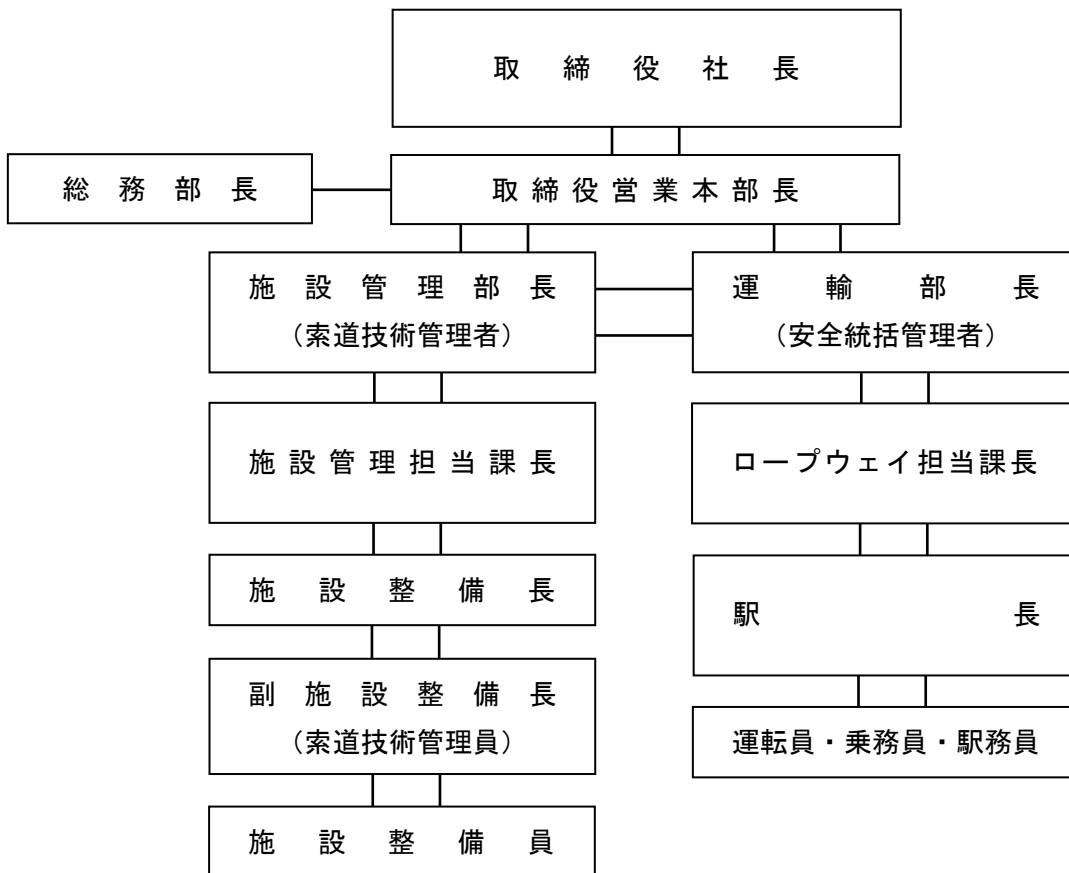 取締役社長
総務部長
取締役営業本部長
施設管理部長
（索道技術管理者）
運輸部長
（安全統括管理者）
施設管理担当課長
ロープウェイ担当課長
施設整備長
駅長
副施設整備長
（索道技術管理員）
運転員・乗務員・駅務員
施設整備員